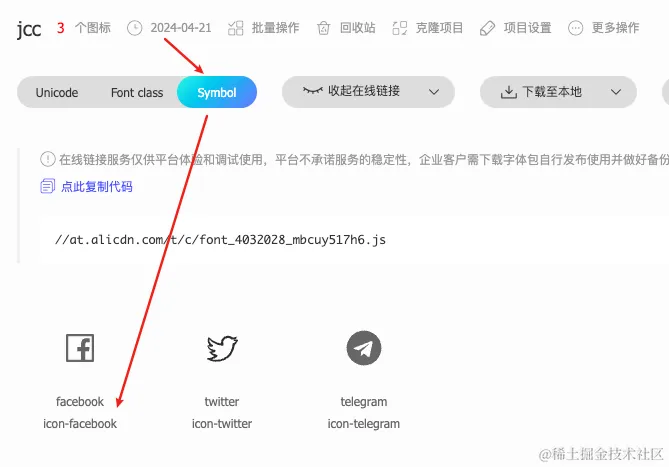 jcc 3 个图标 2024-04-21 批量操作 回收站 克隆项目 项目设置 更多操作
Unicode Font class Symbol 收起在线链接 下载至本地
在线链接服务仅供平台体验和调试使用，平台不承诺服务的稳定性，企业客户需下载字体包自行发布使用并做好备份
点此复制代码
//at.alicdn.com/t/c/font_4032028_mbcuy517h6.js
facebook twitter telegram
icon-facebook icon-twitter icon-telegram
@稀土掘金技术社区